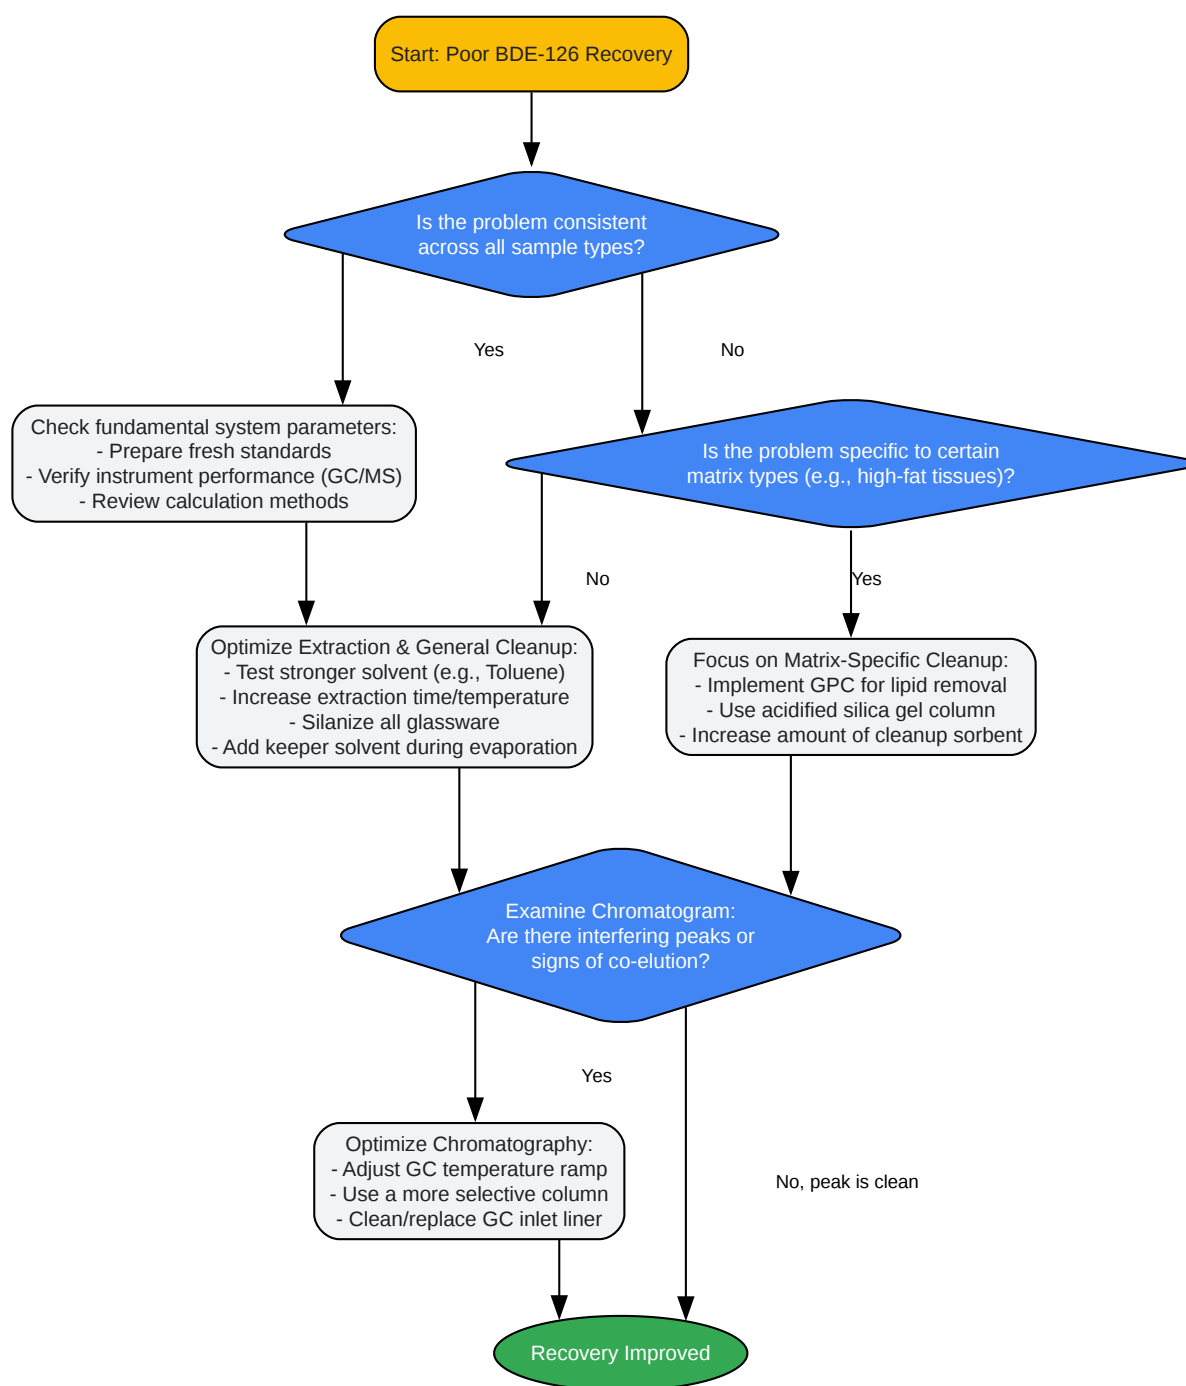 Start: Poor BDE-126 Recovery
Is the problem consistent
across all sample types?
Yes
No
Check fundamental system parameters:
- Prepare fresh standards
- Verify instrument performance (GC/MS)
- Review calculation methods
Is the problem specific to certain
matrix types (e.g., high-fat tissues)?
No
Yes
Optimize Extraction & General Cleanup:
- Test stronger solvent (e.g., Toluene)
- Increase extraction time/temperature
- Silanize all glassware
- Add keeper solvent during evaporation
Focus on Matrix-Specific Cleanup:
- Implement GPC for lipid removal
- Use acidified silica gel column
- Increase amount of cleanup sorbent
Examine Chromatogram:
Are there interfering peaks or
signs of co-elution?
Yes
Optimize Chromatography:
- Adjust GC temperature ramp
- Use a more selective column
- Clean/replace GC inlet liner
No, peak is clean
Recovery Improved